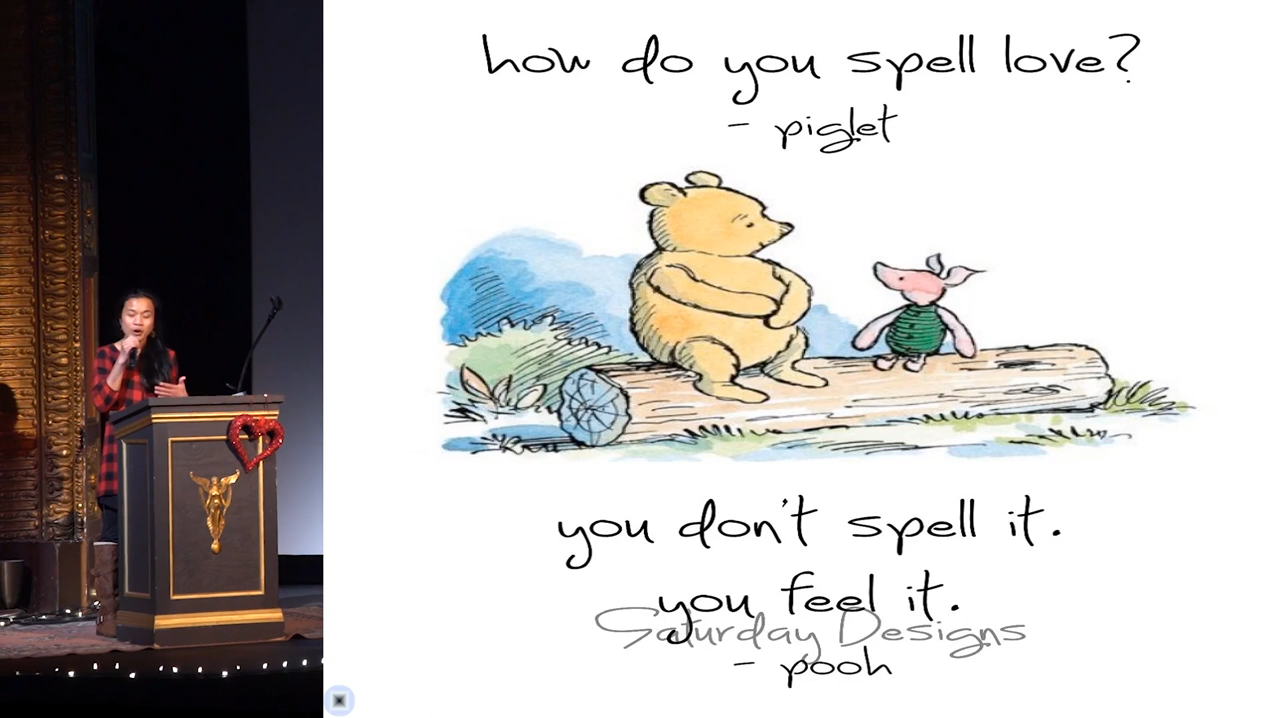 how do you spell love?
- piglet
you don't spell it.
you feel it.
Saturday Designs
- pooh